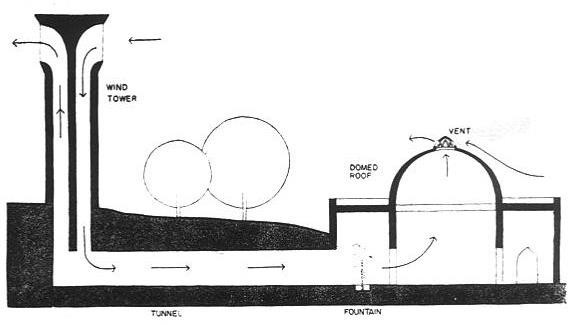 WIND
TOWER
VENT
DOMED
ROOF
TUNNEL
FOUNTAIN